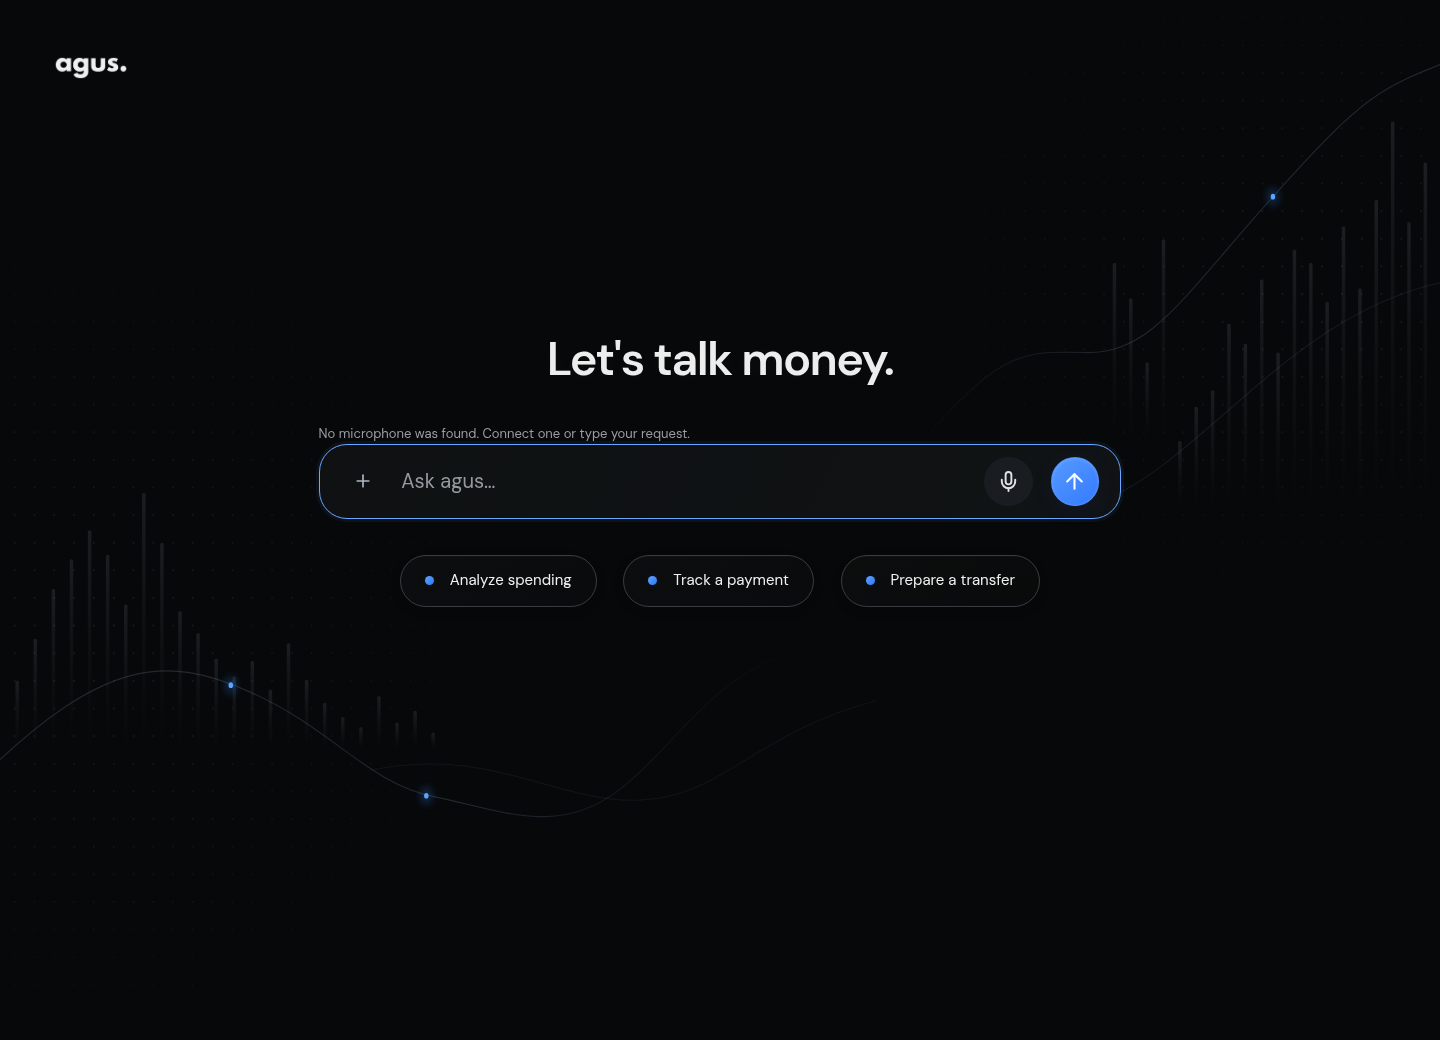 agus.
Let's talk money.
No microphone was found. Connect one or type your request.
Ask agus...
Analyze spending
Track a payment
Prepare a transfer